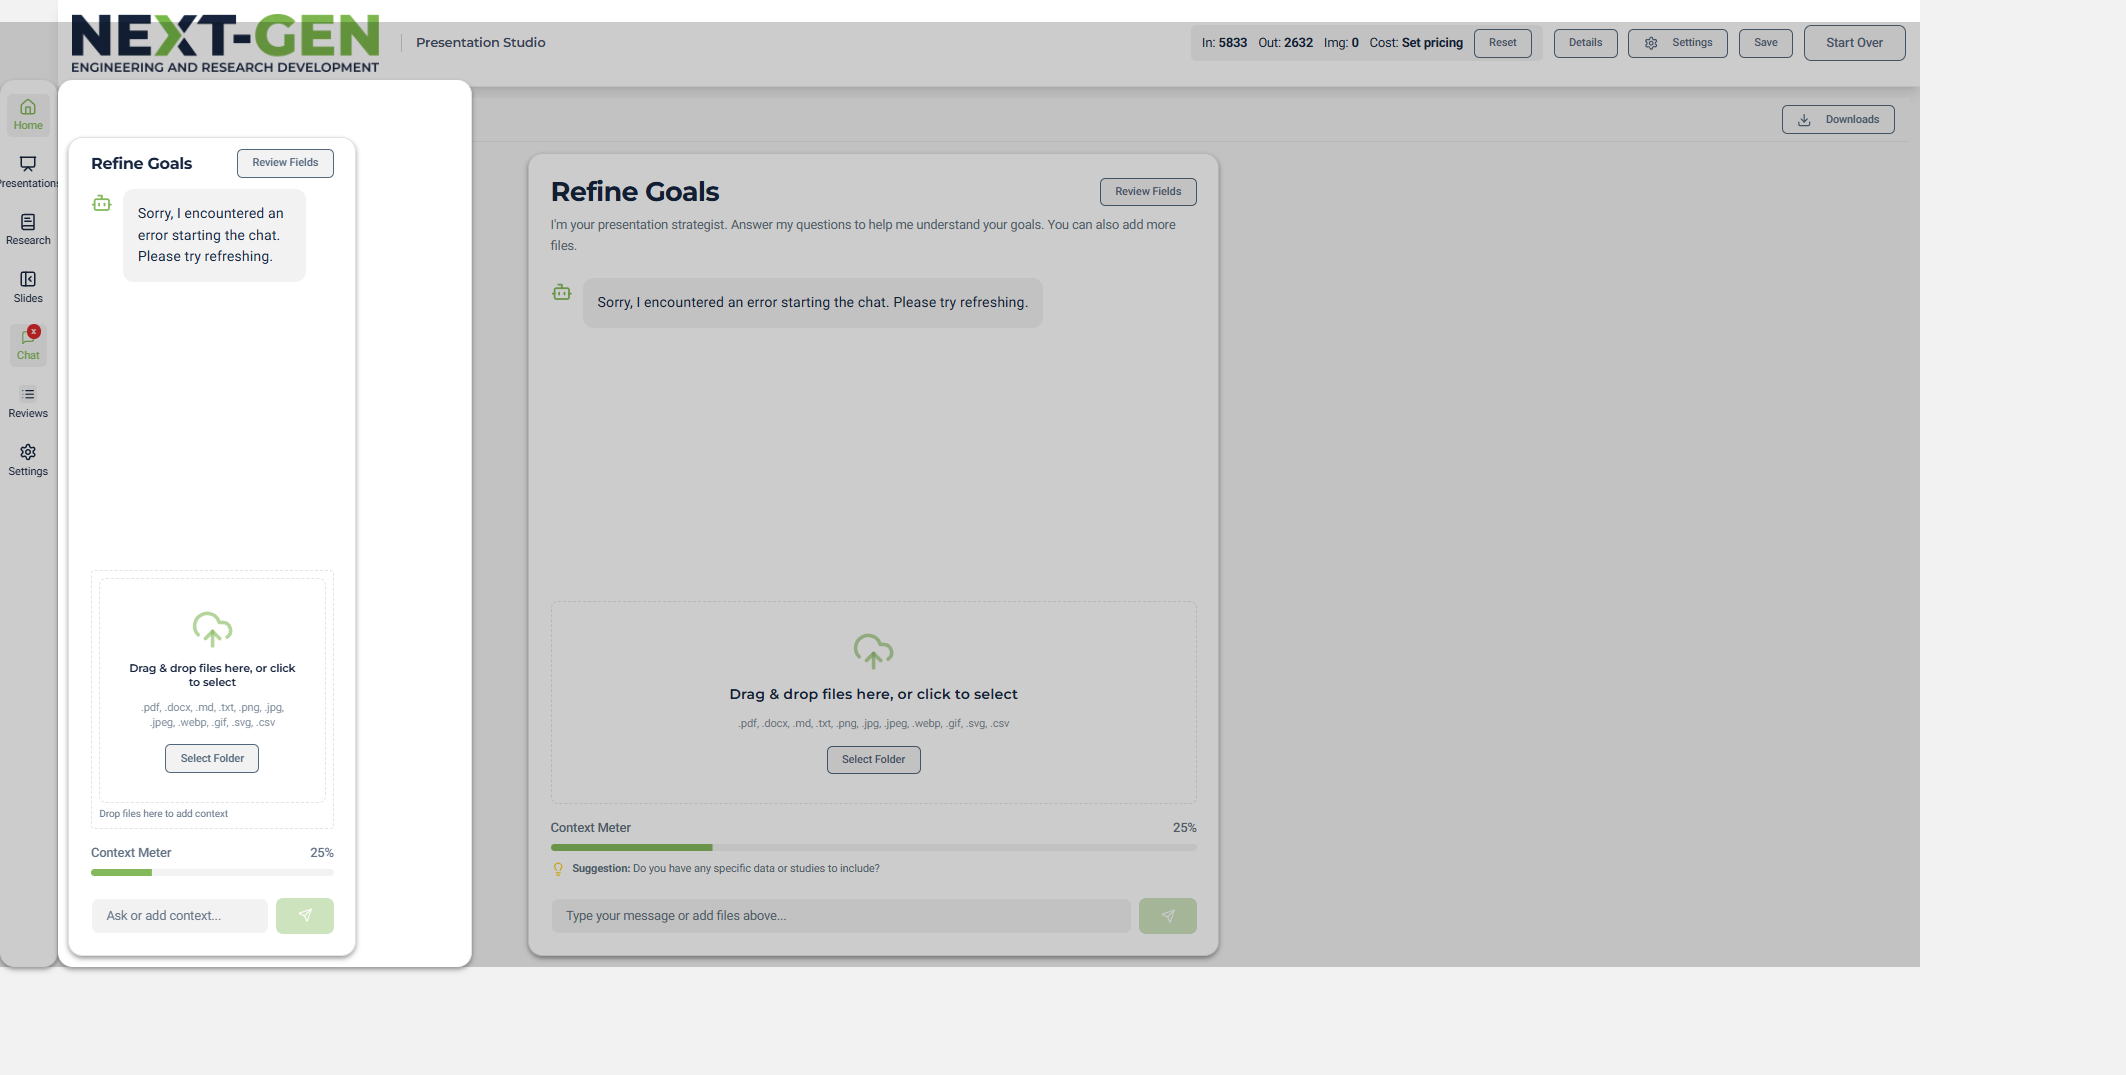 NEXT-GEN
ENGINEERING AND RESEARCH DEVELOPMENT
Presentation Studio
In: 5833 Out: 2632 Img: 0 Cost: Set pricing
Reset
Details
Settings
Save
Start Over
Downloads
Home
Presentations
Research
Slides
x
Chat
Reviews
Settings
Refine Goals
Review Fields
Sorry, I encountered an
error starting the chat.
Please try refreshing.
Drag & drop files here, or click
to select
.pdf, .docx, .md, .txt, .png, .jpg,
.jpeg, .webp, .gif, .svg, .csv
Select Folder
Drop files here to add context
Context Meter 25%
Ask or add context...
Refine Goals
Review Fields
I'm your presentation strategist. Answer my questions to help me understand your goals. You can also add more
files.
Sorry, I encountered an error starting the chat. Please try refreshing.
Drag & drop files here, or click to select
.pdf, .docx, .md, .txt, .png, .jpg, .jpeg, .webp, .gif, .svg, .csv
Select Folder
Context Meter 25%
Suggestion: Do you have any specific data or studies to include?
Type your message or add files above...